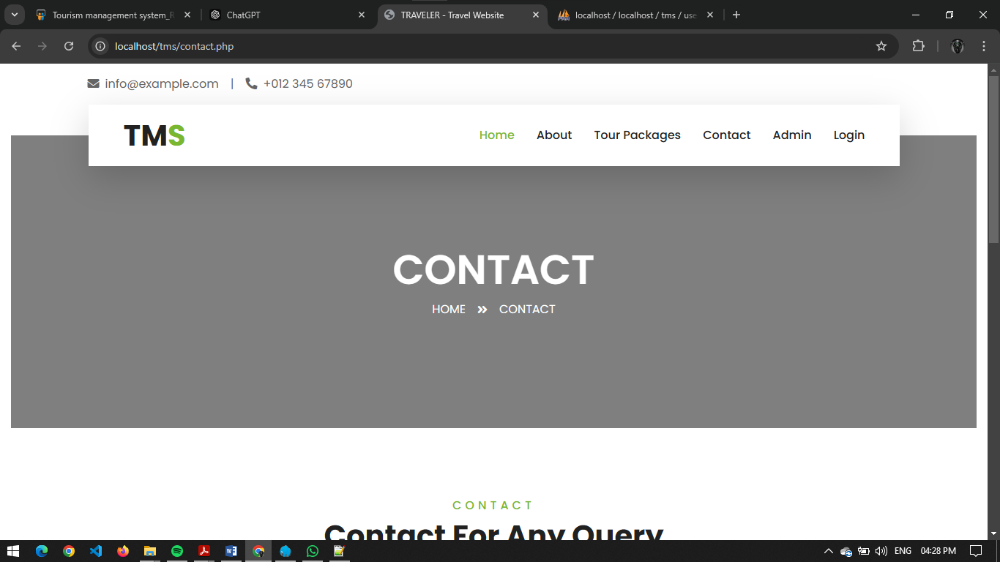 Tourism management system_R
ChatGPT
TRAVELER - Travel Website
localhost / localhost / tms / use
localhost/tms/contact.php
info@example.com | +012 345 67890
TMS
Home About Tour Packages Contact Admin Login
CONTACT
HOME » CONTACT
CONTACT
Contact For Any Query
ENG 04:28 PM